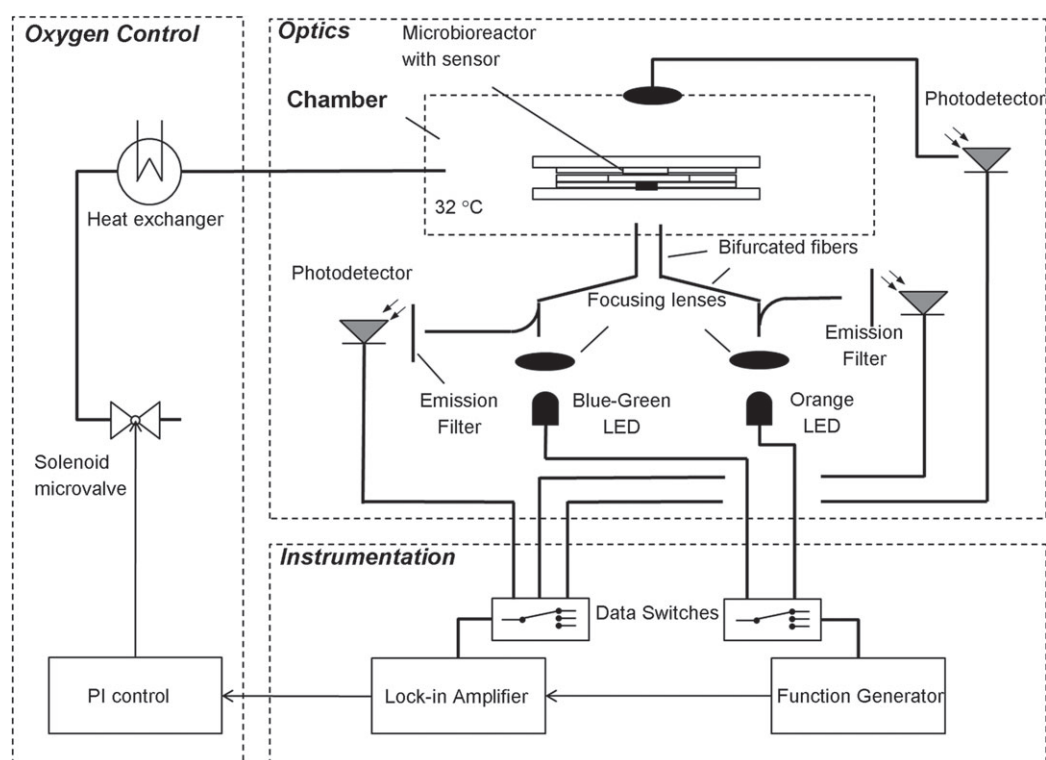 Oxygen Control
Optics
Microbioreactor
with sensor
Chamber
Photodetector
Heat exchanger
32 °C
Bifurcated fibers
Photodetector
Focusing lenses
Emission
Filter
Emission
Filter
Blue-Green
LED
Orange
LED
Solenoid
microvalve
Instrumentation
Data Switches
PI control
Lock-in Amplifier
Function Generator